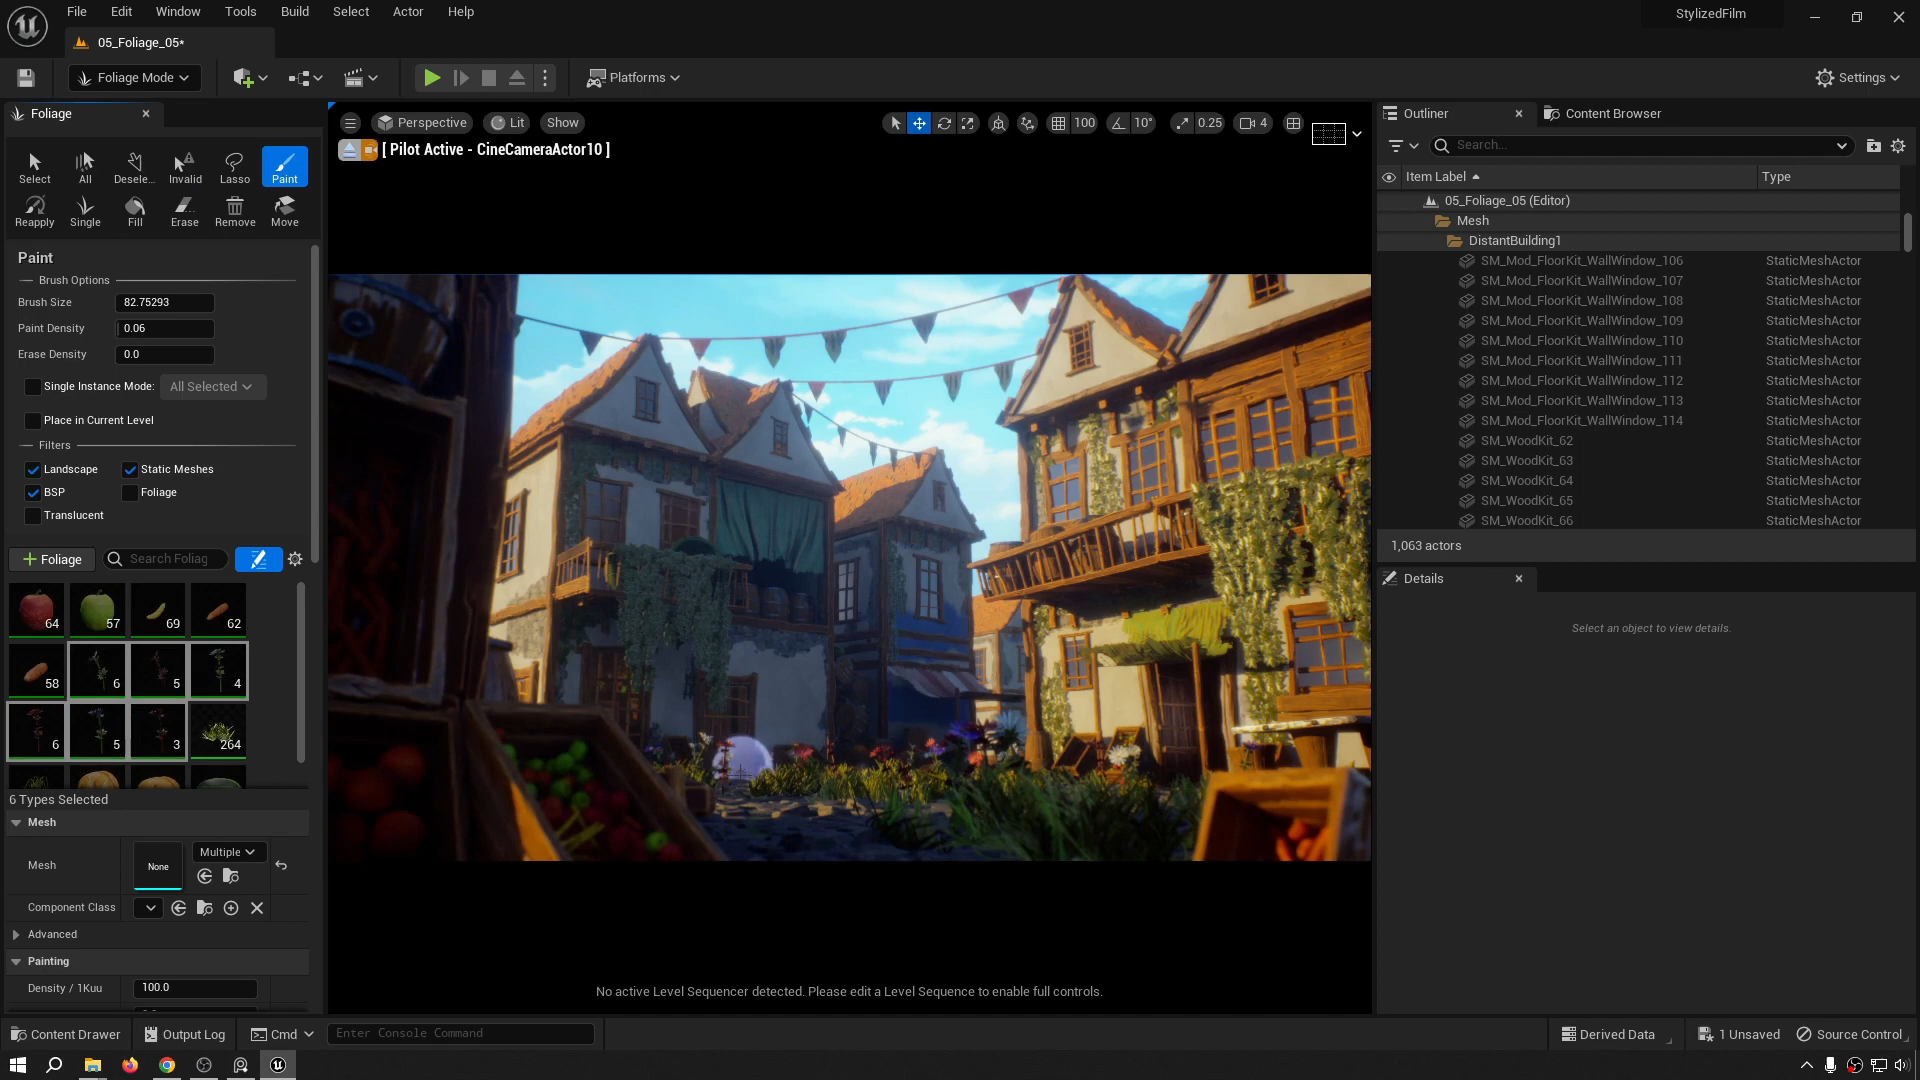 File Edit Window Tools Build Select Actor Help
StylizedFilm
05_Foliage_05*
Foliage Mode
Platforms
Settings
Foliage
Select All Desele... Invalid Lasso Paint
Reapply Single Fill Erase Remove Move
Paint
Brush Options
Brush Size 82.75293
Paint Density 0.06
Erase Density 0.0
Single Instance Mode: All Selected
Place in Current Level
Filters
Landscape Static Meshes
BSP Foliage
Translucent
Foliage Search Foliag
64 57 69 62
58 6 5 4
6 5 3 264
6 Types Selected
Mesh
Mesh None Multiple
Component Class
Advanced
Painting
Density / 1Kuu 100.0
Perspective Lit Show
100 10° 0.25 4
[ Pilot Active - CineCameraActor10 ]
No active Level Sequencer detected. Please edit a Level Sequence to enable full controls.
Outliner Content Browser
Search...
Item Label Type
05_Foliage_05 (Editor)
Mesh
DistantBuilding1
SM_Mod_FloorKit_WallWindow_106 StaticMeshActor
SM_Mod_FloorKit_WallWindow_107 StaticMeshActor
SM_Mod_FloorKit_WallWindow_108 StaticMeshActor
SM_Mod_FloorKit_WallWindow_109 StaticMeshActor
SM_Mod_FloorKit_WallWindow_110 StaticMeshActor
SM_Mod_FloorKit_WallWindow_111 StaticMeshActor
SM_Mod_FloorKit_WallWindow_112 StaticMeshActor
SM_Mod_FloorKit_WallWindow_113 StaticMeshActor
SM_Mod_FloorKit_WallWindow_114 StaticMeshActor
SM_WoodKit_62 StaticMeshActor
SM_WoodKit_63 StaticMeshActor
SM_WoodKit_64 StaticMeshActor
SM_WoodKit_65 StaticMeshActor
SM_WoodKit_66 StaticMeshActor
1,063 actors
Details
Select an object to view details.
Content Drawer Output Log Cmd Enter Console Command
Derived Data 1 Unsaved Source Control